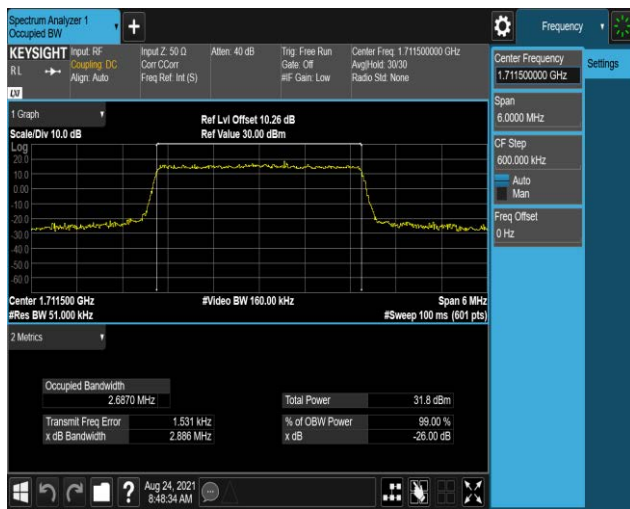 Spectrum Analyzer 1
Occupied BW
+
Frequency
KEYSIGHT
RL
LXI
Input: RF
Coupling: DC
Align: Auto
Input Z: 50 Ω
Corr CCorr
Freq Ref: Int (S)
Atten: 40 dB
Trig: Free Run
Gate: Off
#IF Gain: Low
Center Freq: 1.711500000 GHz
Avg|Hold: 30/30
Radio Std: None
Center Frequency
1.711500000 GHz
Settings
Span
6.0000 MHz
CF Step
600.000 kHz
Auto
Man
Freq Offset
0 Hz
1 Graph
Scale/Div 10.0 dB
Ref Lvl Offset 10.26 dB
Ref Value 30.00 dBm
Log
20.0
10.0
0.00
-10.0
-20.0
-30.0
-40.0
-50.0
-60.0
Center 1.711500 GHz
#Video BW 160.00 kHz
Span 6 MHz
#Res BW 51.000 kHz
#Sweep 100 ms (601 pts)
2 Metrics
Occupied Bandwidth
2.6870 MHz
Total Power 31.8 dBm
Transmit Freq Error 1.531 kHz
% of OBW Power 99.00 %
x dB Bandwidth 2.886 MHz
x dB -26.00 dB
?
Aug 24, 2021
8:48:34 AM